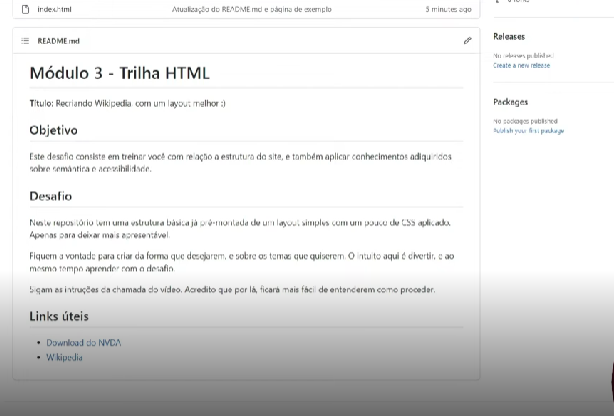 index.html Atualização do README.md e página de exemplo 3 minutes ago
README.md
Releases
No releases published
Create a new release
Packages
No packages published
Publish your first package
Módulo 3 - Trilha HTML
Título: Recriando Wikipedia, com um layout melhor :)
Objetivo
Este desafio consiste em treinar você com relação a estrutura do site, e também aplicar conhecimentos adiquiridos
sobre semântica e acessibilidade.
Desafio
Neste repositório tem uma estrutura básica já pré-montada de um layout simples com um pouco de CSS aplicado.
Apenas para deixar mais apresentável.
Fiquem a vontade para criar da forma que desejarem, e sobre os temas que quiserem. O intuito aqui é divertir, e ao
mesmo tempo aprender com o desafio.
Sigam as intruções da chamada do vídeo. Acredito que por lá, ficará mais fácil de entenderem como proceder.
Links úteis
Download do NVDA
Wikipedia